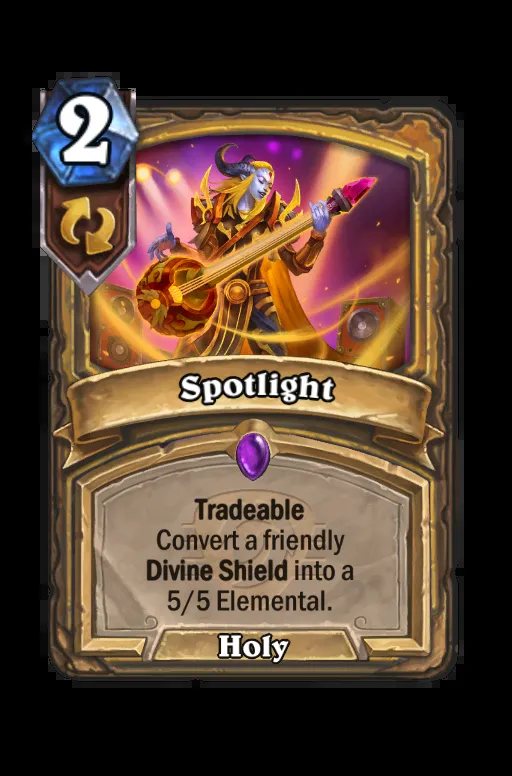 2
Spotlight
Tradeable
Convert a friendly
Divine Shield into a
5/5 Elemental.
Holy